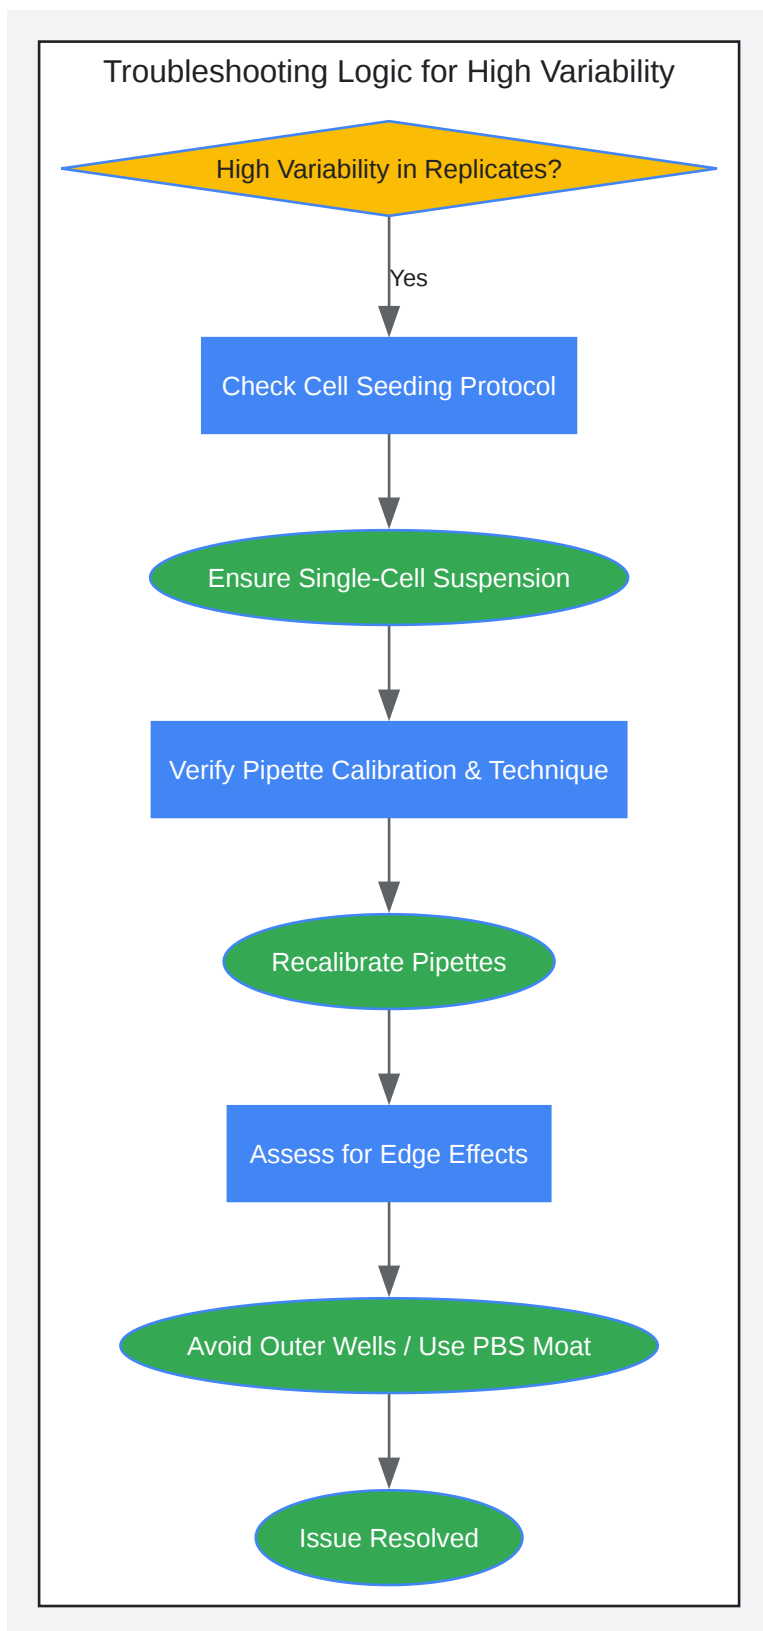 Troubleshooting Logic for High Variability
High Variability in Replicates?
Yes
Check Cell Seeding Protocol
Ensure Single-Cell Suspension
Verify Pipette Calibration & Technique
Recalibrate Pipettes
Assess for Edge Effects
Avoid Outer Wells / Use PBS Moat
Issue Resolved